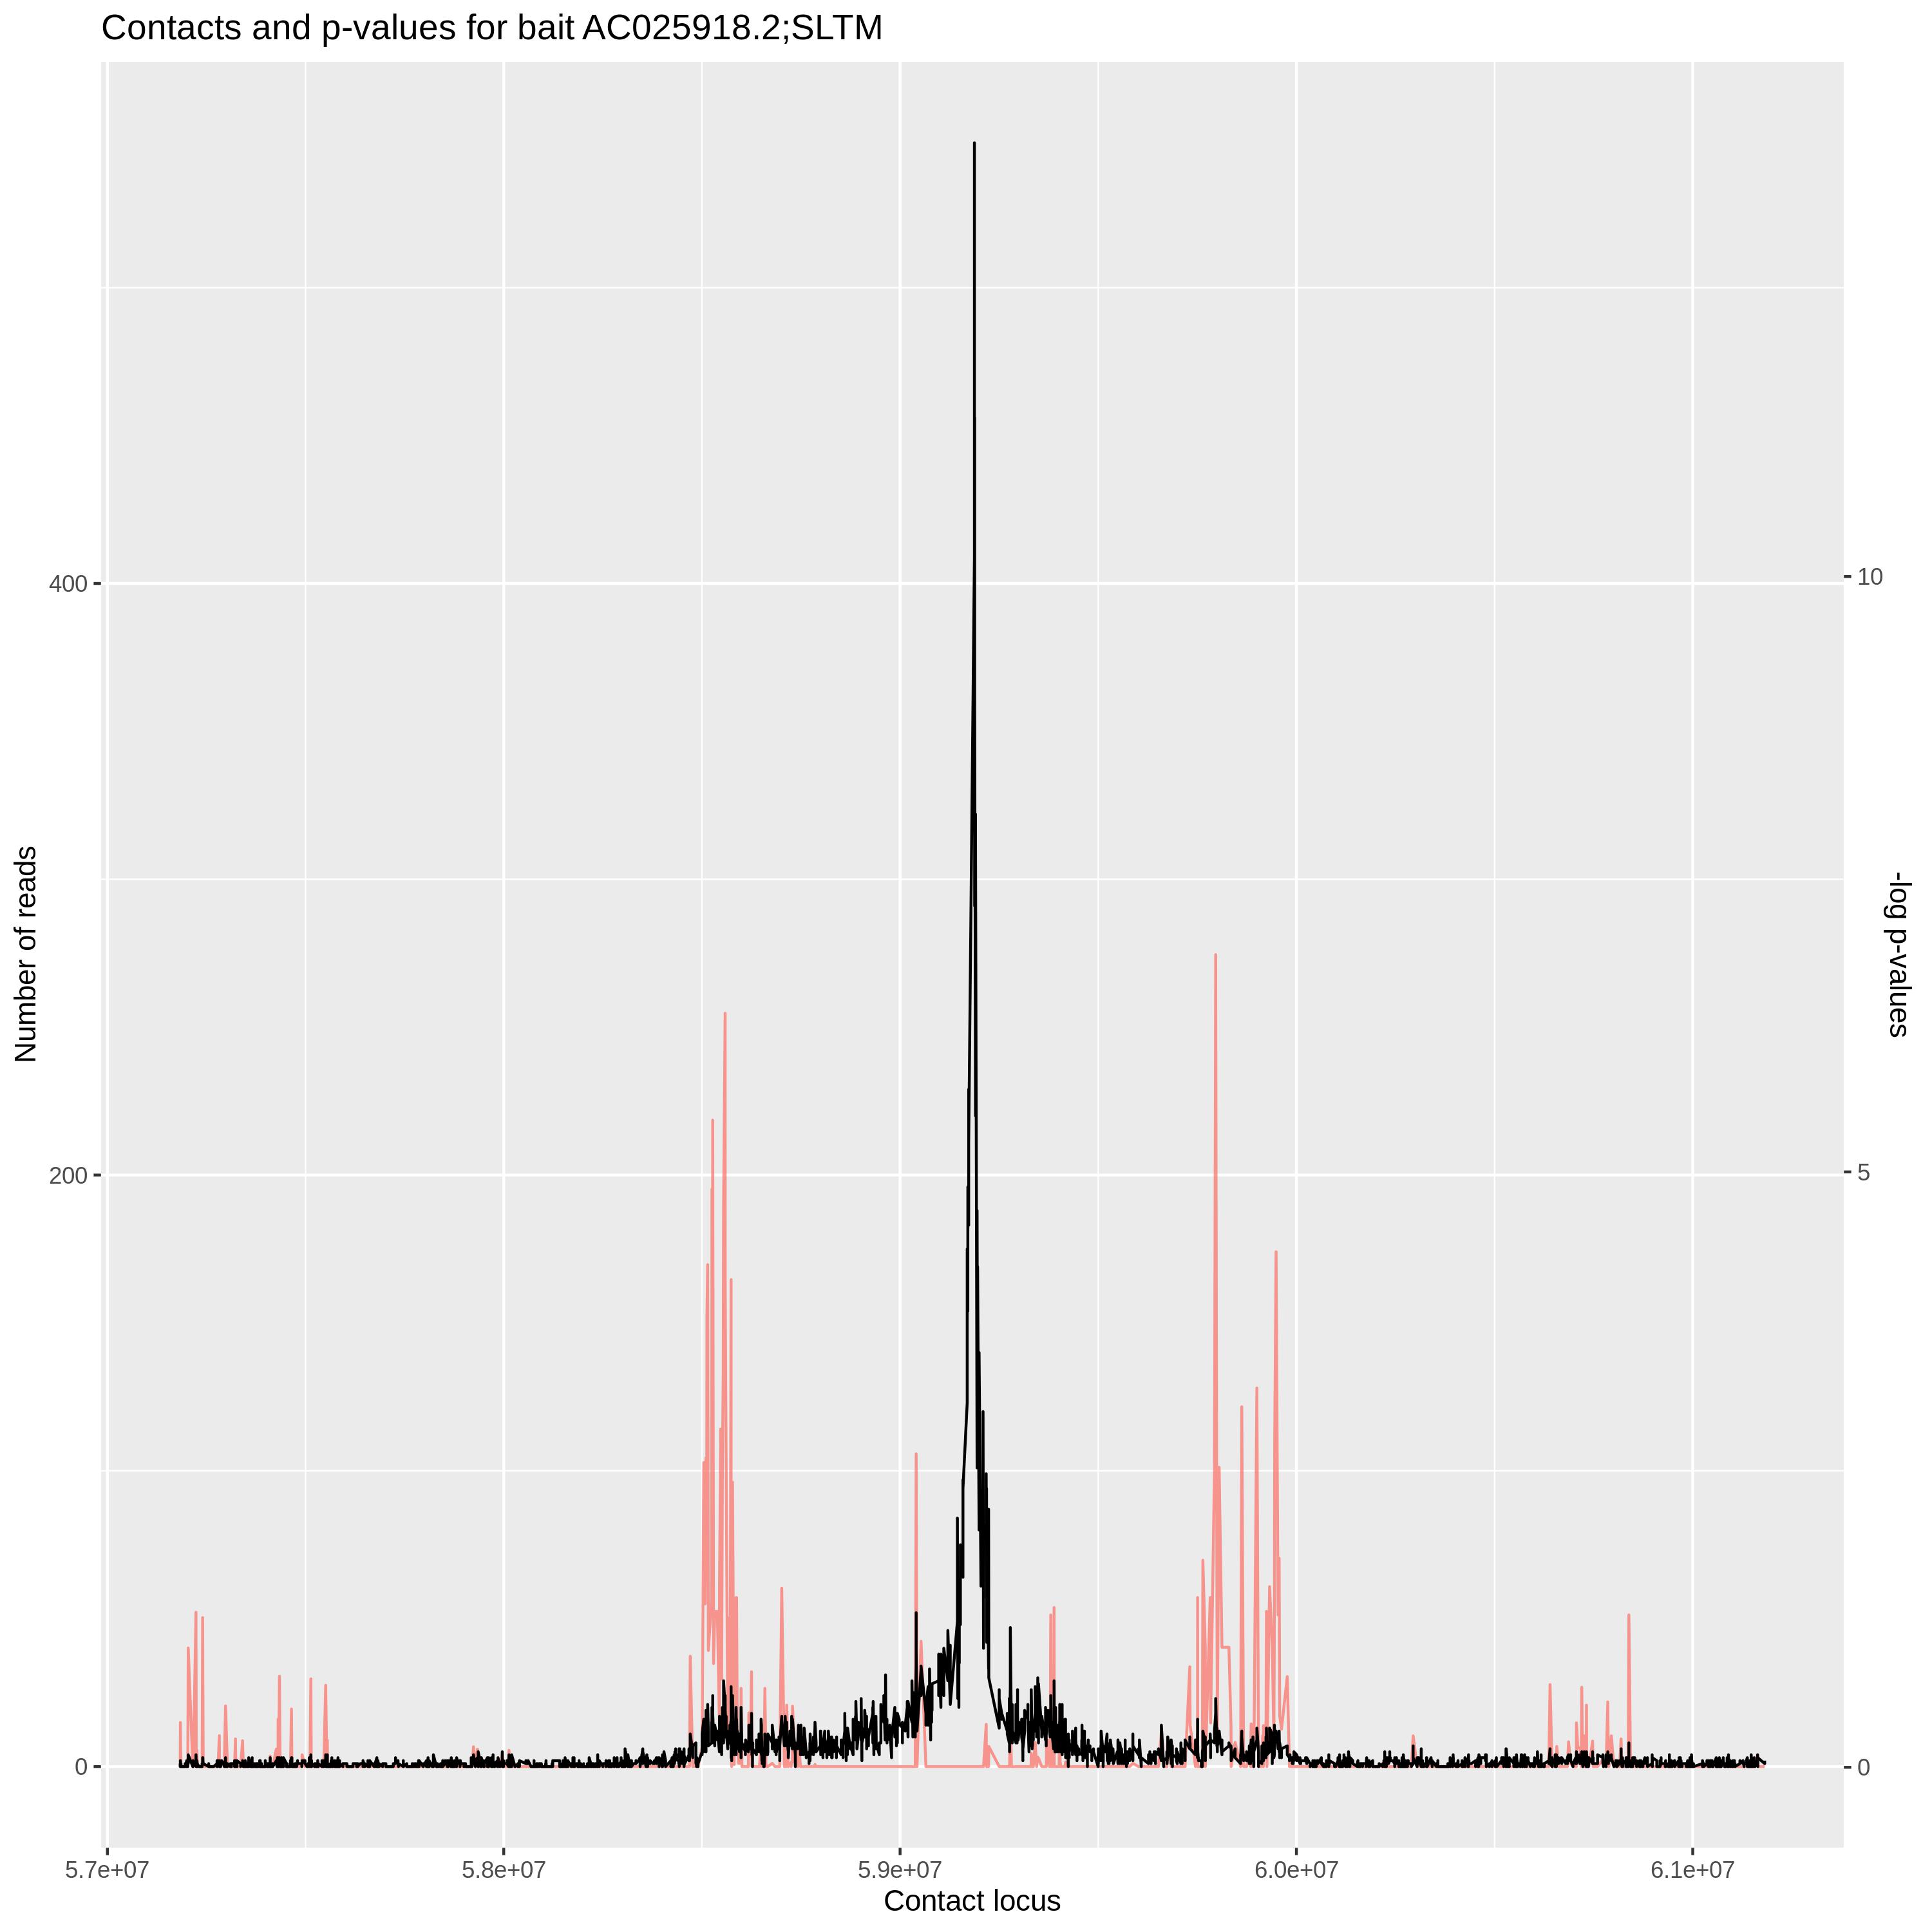 Contacts and p-values for bait AC025918.2;SLTM
Number of reads
400
200
0
10
5
0
-log p-values
5.7e+07
5.8e+07
5.9e+07
6.0e+07
6.1e+07
Contact locus